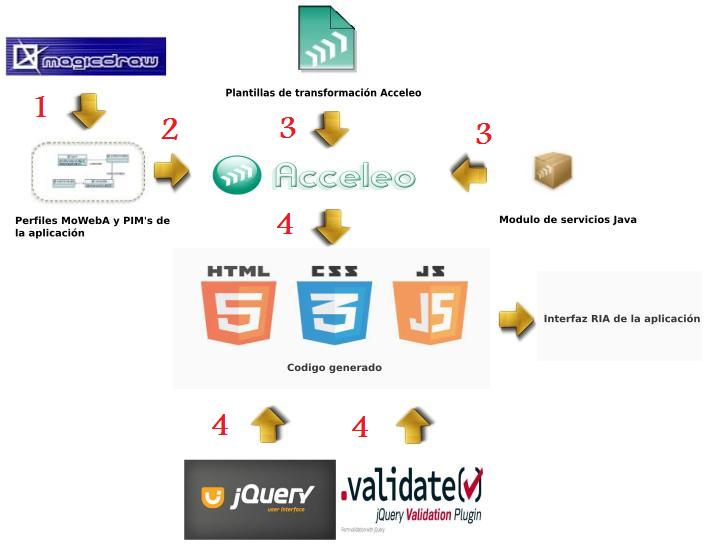 magicdraw
Plantillas de transformación Acceleo
1
2
3
3
Acceleo
Perfiles MoWebA y PIM's de
la aplicación
Modulo de servicios Java
4
HTML
CSS
JS
5
3
JS
Interfaz RIA de la aplicación
Codigo generado
4
4
jQuery
user interface
.validate()
jQuery Validation Plugin
Form validation with jQuery